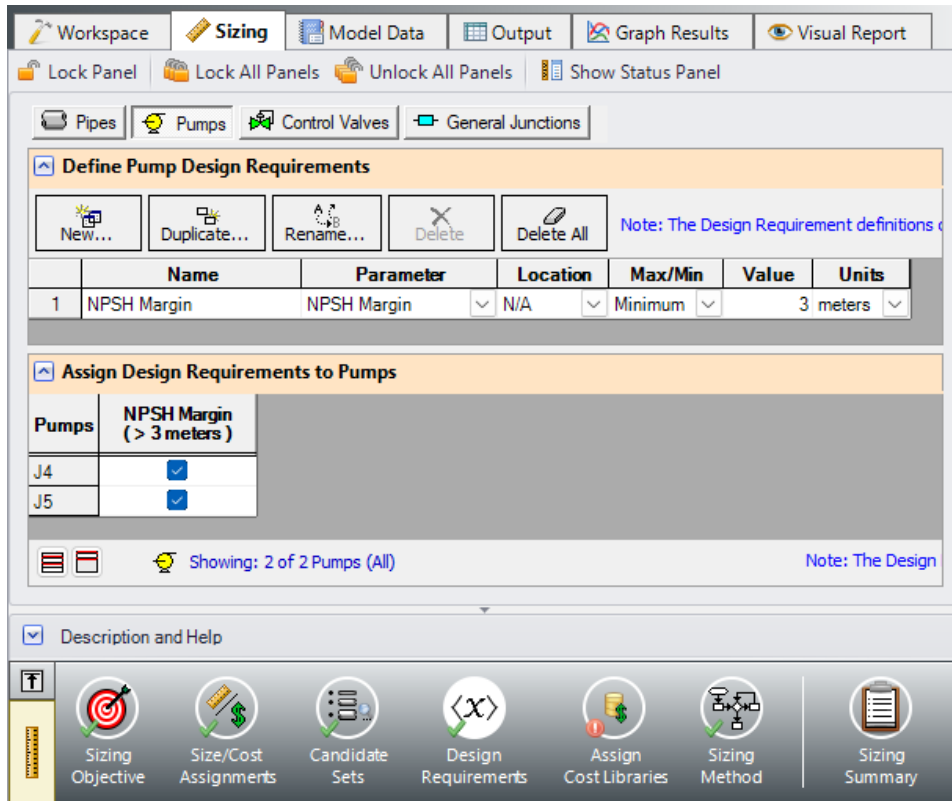 Workspace Sizing Model Data Output Graph Results Visual Report
Lock Panel Lock All Panels Unlock All Panels Show Status Panel
Pipes Pumps Control Valves General Junctions
Define Pump Design Requirements
New... Duplicate... Rename... Delete Delete All Note: The Design Requirement definitions
Name Parameter Location Max/Min Value Units
1 NPSH Margin NPSH Margin N/A Minimum 3 meters
Assign Design Requirements to Pumps
Pumps NPSH Margin
( > 3 meters )
J4
J5
Showing: 2 of 2 Pumps (All) Note: The Design
Description and Help
Sizing Size/Cost Candidate Design Assign Sizing Sizing
Objective Assignments Sets Requirements Cost Libraries Method Summary